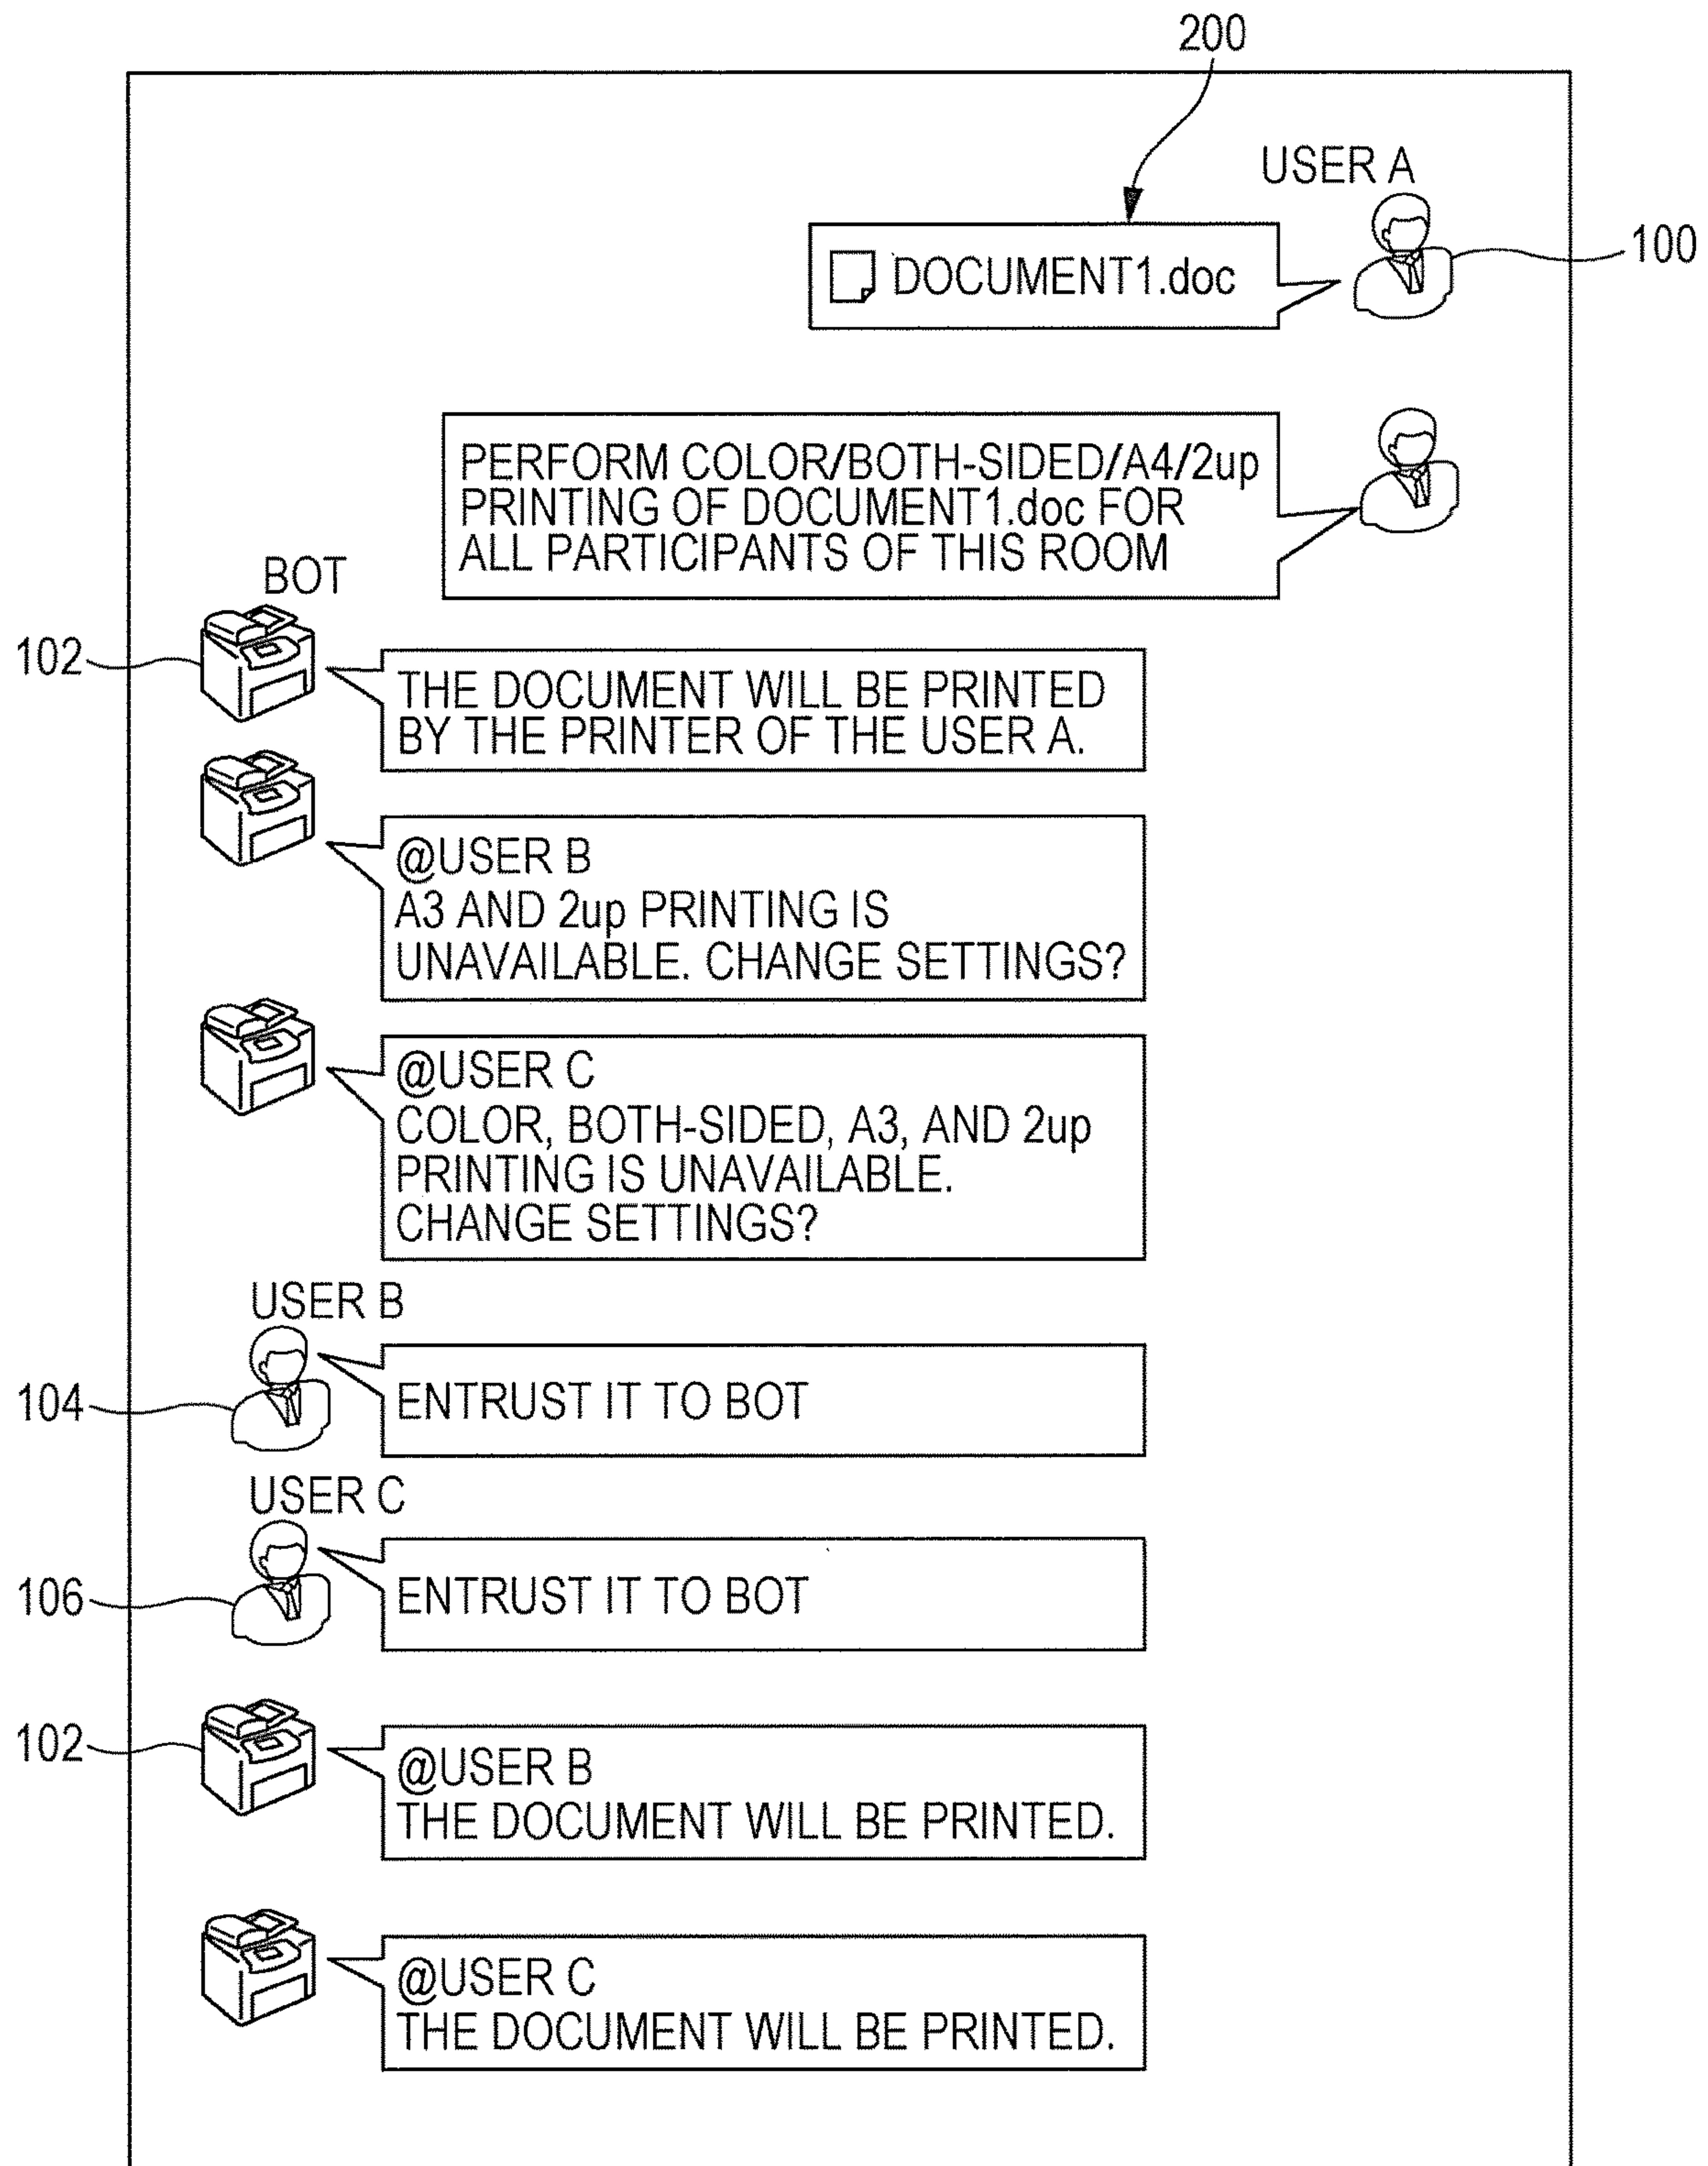 200
USER A
100
DOCUMENT1.doc
PERFORM COLOR/BOTH-SIDED/A4/2up
PRINTING OF DOCUMENT1.doc FOR
ALL PARTICIPANTS OF THIS ROOM
BOT
102
THE DOCUMENT WILL BE PRINTED
BY THE PRINTER OF THE USER A.
@USER B
A3 AND 2up PRINTING IS
UNAVAILABLE. CHANGE SETTINGS?
@USER C
COLOR, BOTH-SIDED, A3, AND 2up
PRINTING IS UNAVAILABLE.
CHANGE SETTINGS?
USER B
104
ENTRUST IT TO BOT
USER C
106
ENTRUST IT TO BOT
102
@USER B
THE DOCUMENT WILL BE PRINTED.
@USER C
THE DOCUMENT WILL BE PRINTED.